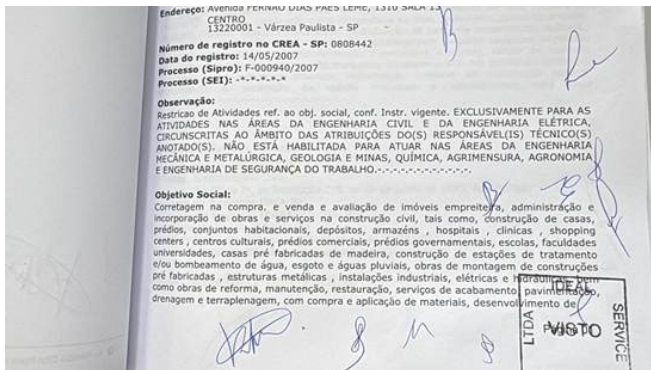 Endereço: Avenida FERNÃO DIAS PAES LEME, 1310 SALA 13
CENTRO
13220001 - Várzea Paulista - SP
Número de registro no CREA - SP: 0808442
Data do registro: 14/05/2007
Processo (Sipro): F-000940/2007
Processo (SEI): -*-*-*-*-*
Observação:
Restricao de Atividades ref. ao obj. social, conf. Instr. vigente. EXCLUSIVAMENTE PARA AS
ATIVIDADES NAS ÁREAS DA ENGENHARIA CIVIL E DA ENGENHARIA ELÉTRICA,
CIRCUNSCRITAS AO ÂMBITO DAS ATRIBUIÇÕES DO(S) RESPONSÁVEL(IS) TÉCNICO(S)
ANOTADO(S). NÃO ESTÁ HABILITADA PARA ATUAR NAS ÁREAS DA ENGENHARIA
MECÂNICA E METALÚRGICA, GEOLOGIA E MINAS, QUÍMICA, AGRIMENSURA, AGRONOMIA
E ENGENHARIA DE SEGURANÇA DO TRABALHO.-.-.-.-.-.-.-.-.-.-.-.-.
Objetivo Social:
Corretagem na compra. e venda e avaliação de imóveis empreiteira, administração e
incorporação de obras e serviços na construção civil, tais como, construção de casas,
prédios, conjuntos habitacionais, depósitos, armazéns , hospitais , clinicas , shopping
centers , centros culturais, prédios comerciais, prédios governamentais, escolas, faculdades
universidades, casas pré fabricadas de madeira, construção de estações de tratamento
e/ou bombeamento de água, esgoto e águas pluviais, obras de montagem de construções
pré fabricadas , estruturas metálicas , instalações industriais, elétricas e hidráulicas, bem
como obras de reforma, manutenção, restauração, serviços de acabamento, pavimentação,
drenagem e terraplenagem, com compra e aplicação de materiais, desenvolvimento de
IDEAL
SERVICE
LTDA
VISTO